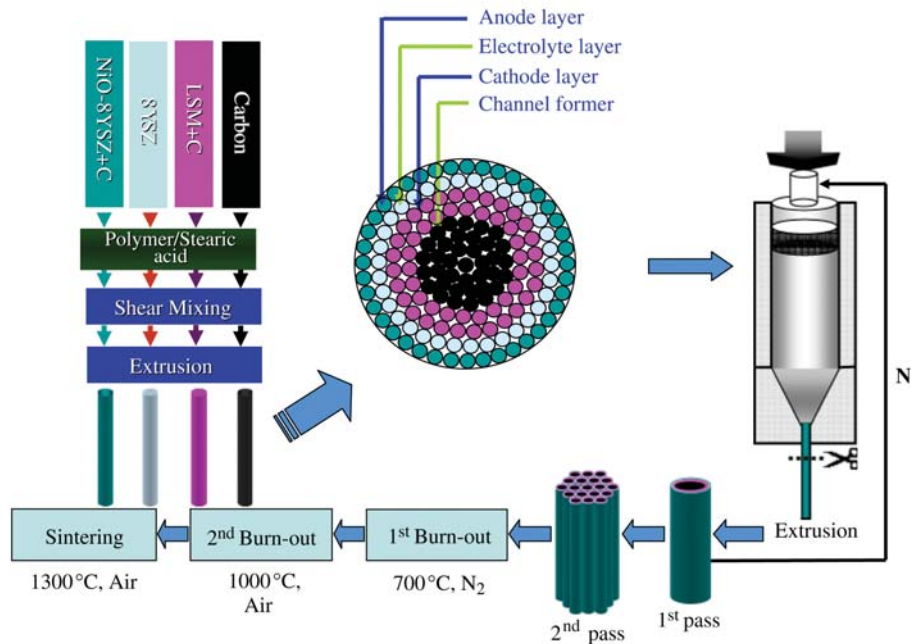 NiO-8YSZ+C
8YSZ
LSM+C
Carbon
Polymer/Stearic
acid
Shear Mixing
Extrusion
Anode layer
Electrolyte layer
Cathode layer
Channel former
N
Extrusion
1st pass
2nd pass
1st Burn-out
700°C, N2
2nd Burn-out
1000°C,
Air
Sintering
1300°C, Air